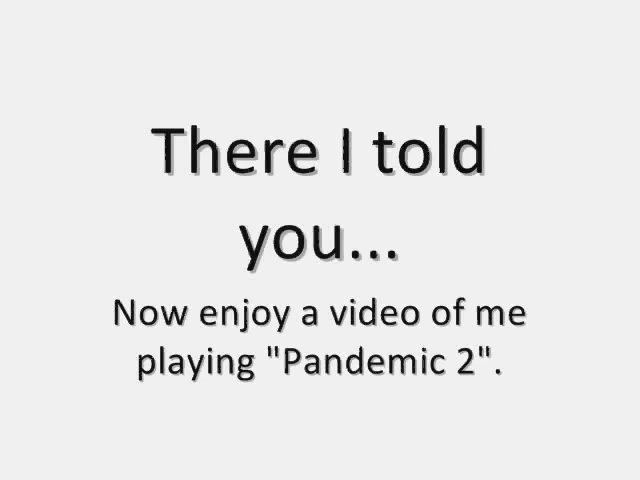 There I told
you...
Now enjoy a video of me
playing "Pandemic 2".